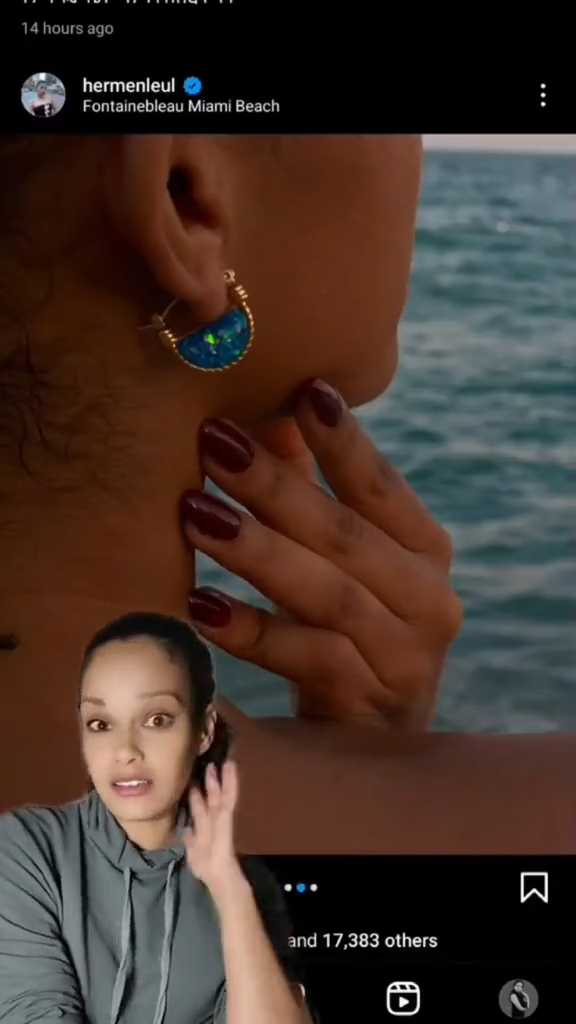 14 hours ago
hermenleul
Fontainebleau Miami Beach
and 17,383 others